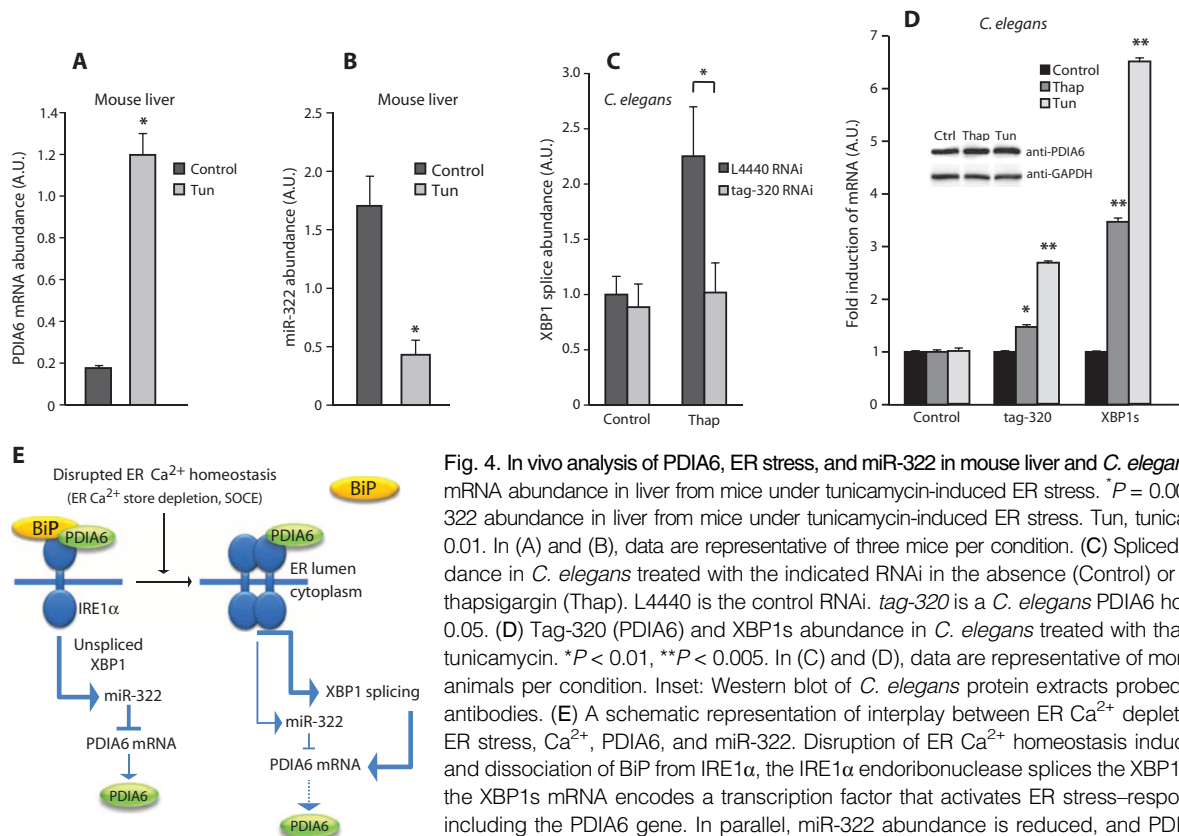 A
Mouse liver
PDIA6 mRNA abundance (A.U.)
1.4
1.2
1.0
0.8
0.6
0.4
0.2
0
*
Control
Tun
B
Mouse liver
miR-322 abundance (A.U.)
2.5
2.0
1.5
1.0
0.5
0
*
Control
Tun
C
C. elegans
XBP1 splice abundance (A.U.)
3.0
2.5
2.0
1.5
1.0
0.5
0
*
L4440 RNAi
tag-320 RNAi
Control
Thap
D
C. elegans
Fold induction of mRNA (A.U.)
7
6
5
4
3
2
1
0
Control
Thap
Tun
Ctrl Thap Tun
anti-PDIA6
anti-GAPDH
*
**
**
**
Control
tag-320
XBP1s
E
Disrupted ER Ca2+ homeostasis
(ER Ca2+ store depletion, SOCE)
BiP
BiP
PDIA6
PDIA6
ER lumen
cytoplasm
IRE1α
Unspliced
XBP1
miR-322
PDIA6 mRNA
PDIA6
XBP1 splicing
miR-322
PDIA6 mRNA
PDIA6
Fig. 4. In vivo analysis of PDIA6, ER stress, and miR-322 in mouse liver and C. elegan
mRNA abundance in liver from mice under tunicamycin-induced ER stress. *P = 0.00
322 abundance in liver from mice under tunicamycin-induced ER stress. Tun, tunica
0.01. In (A) and (B), data are representative of three mice per condition. (C) Spliced
dance in C. elegans treated with the indicated RNAi in the absence (Control) or
thapsigargin (Thap). L4440 is the control RNAi. tag-320 is a C. elegans PDIA6 ho
0.05. (D) Tag-320 (PDIA6) and XBP1s abundance in C. elegans treated with tha
tunicamycin. *P < 0.01, **P < 0.005. In (C) and (D), data are representative of mor
animals per condition. Inset: Western blot of C. elegans protein extracts probed
antibodies. (E) A schematic representation of interplay between ER Ca2+ deplet
ER stress, Ca2+, PDIA6, and miR-322. Disruption of ER Ca2+ homeostasis induc
and dissociation of BiP from IRE1α, the IRE1α endoribonuclease splices the XBP1
the XBP1s mRNA encodes a transcription factor that activates ER stress–respo
including the PDIA6 gene. In parallel, miR-322 abundance is reduced, and PDI